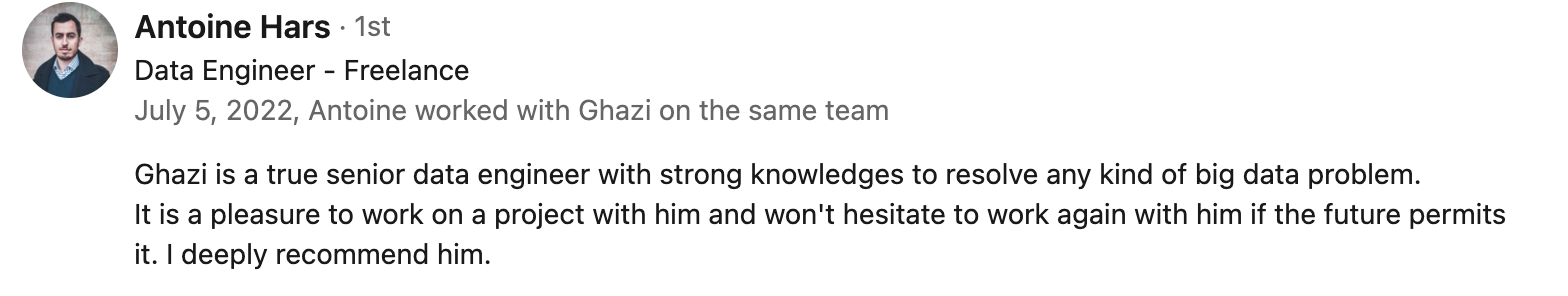 Antoine Hars · 1st
Data Engineer - Freelance
July 5, 2022, Antoine worked with Ghazi on the same team
Ghazi is a true senior data engineer with strong knowledges to resolve any kind of big data problem.
It is a pleasure to work on a project with him and won't hesitate to work again with him if the future permits
it. I deeply recommend him.